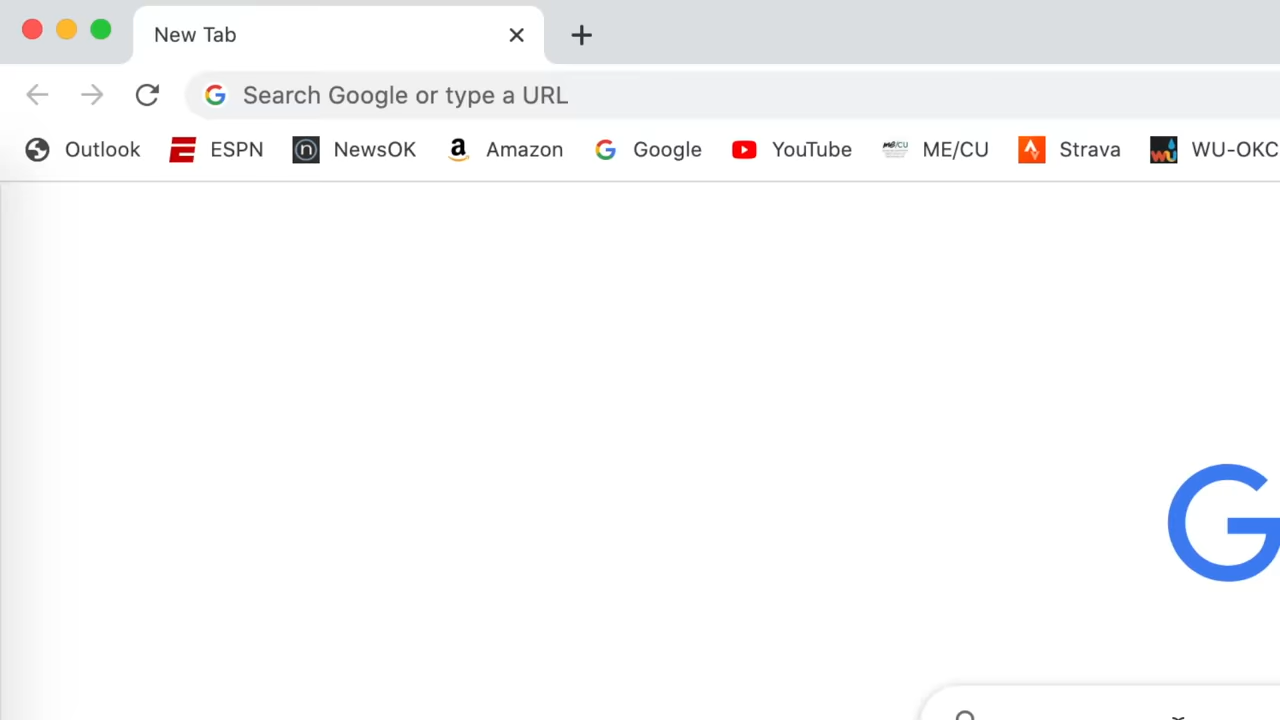 New Tab
Search Google or type a URL
Outlook ESPN NewsOK Amazon Google YouTube ME/CU Strava WU-OKC
G